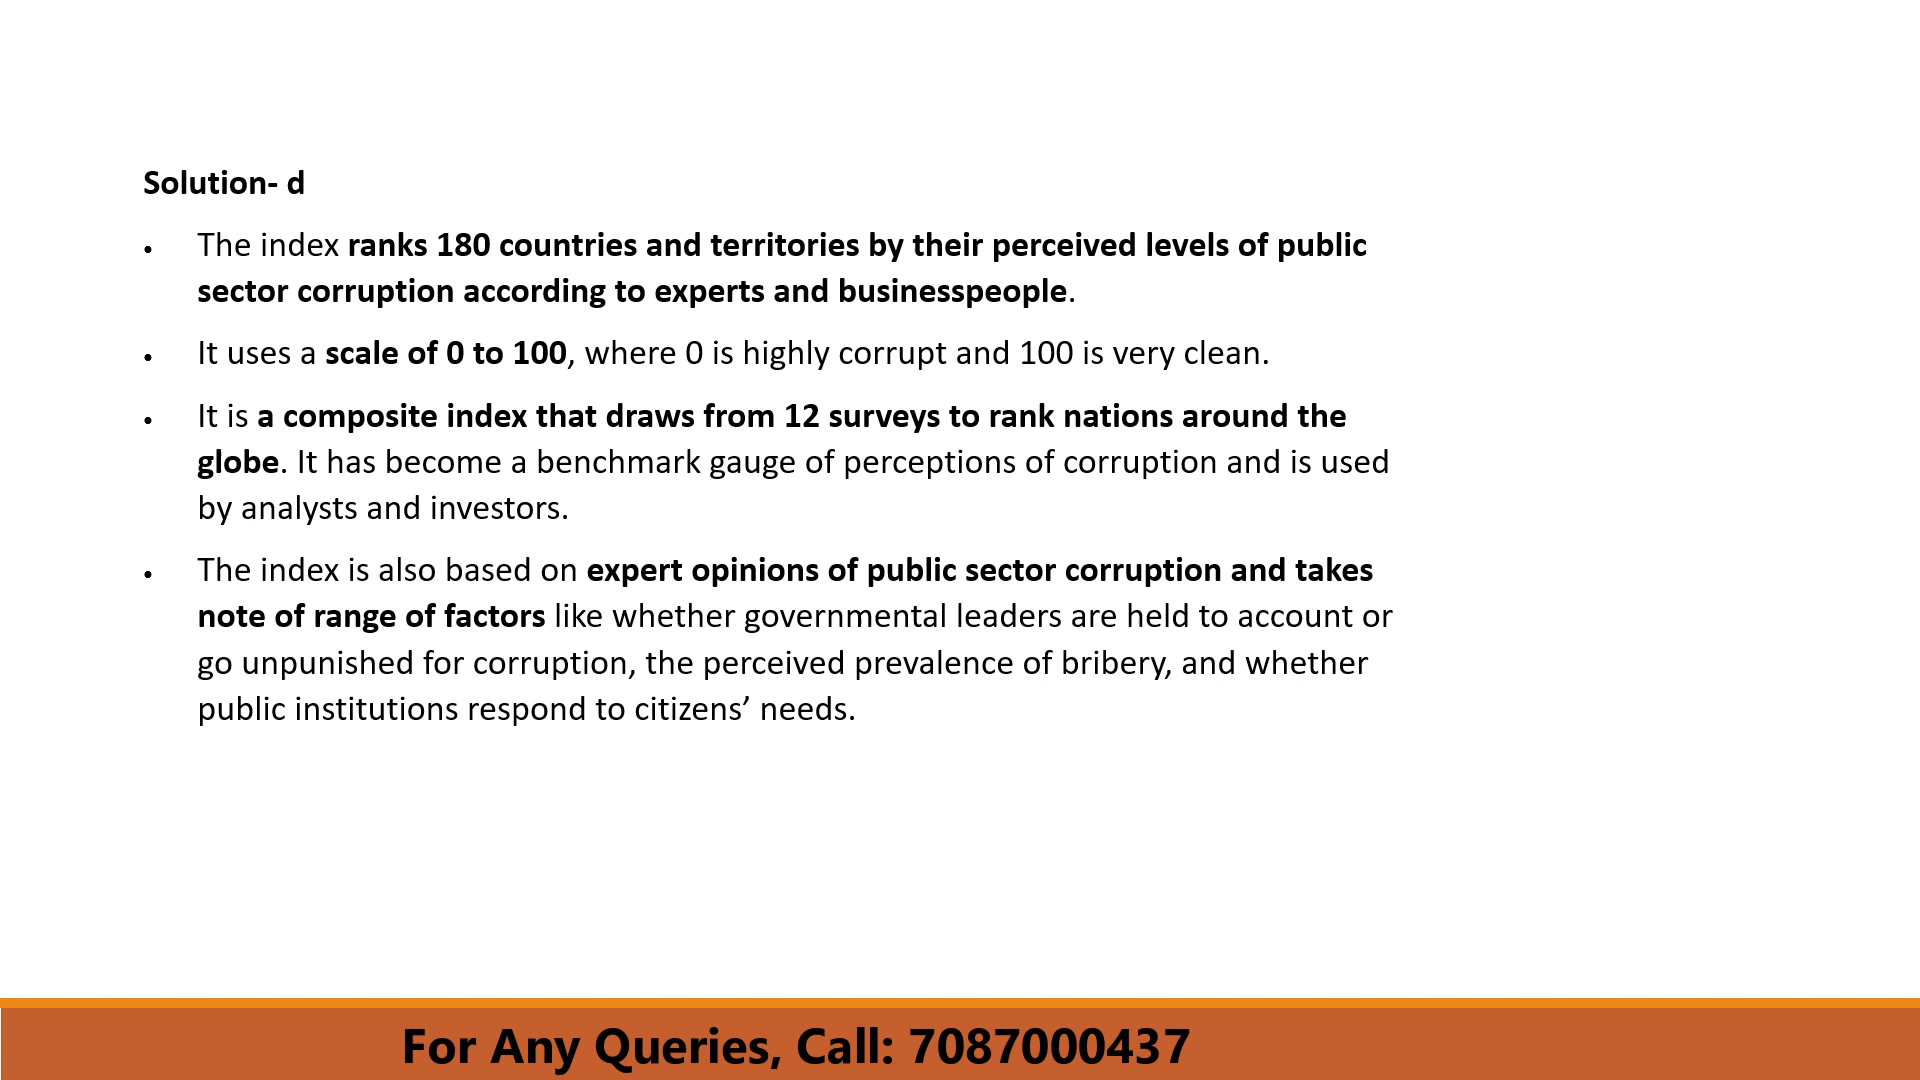 Solution- d
• The index ranks 180 countries and territories by their perceived levels of public
sector corruption according to experts and businesspeople.
• It uses a scale of 0 to 100, where 0 is highly corrupt and 100 is very clean.
• It is a composite index that draws from 12 surveys to rank nations around the
globe. It has become a benchmark gauge of perceptions of corruption and is used
by analysts and investors.
• The index is also based on expert opinions of public sector corruption and takes
note of range of factors like whether governmental leaders are held to account or
go unpunished for corruption, the perceived prevalence of bribery, and whether
public institutions respond to citizens’ needs.
For Any Queries, Call: 7087000437